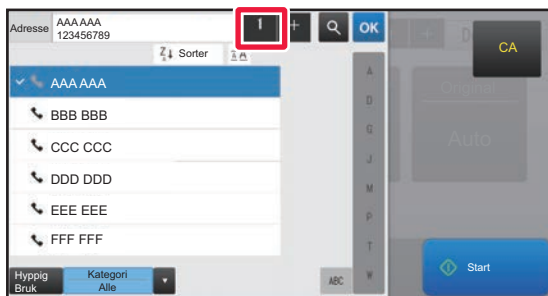 Adresse
AAA AAA
123456789
1
+
OK
CA
Sorter
AAA AAA
BBB BBB
CCC CCC
DDD DDD
EEE EEE
FFF FFF
A
D
G
J
M
P
T
W
Original
Auto
Hyppig
Bruk
Kategori
Alle
ABC
Start